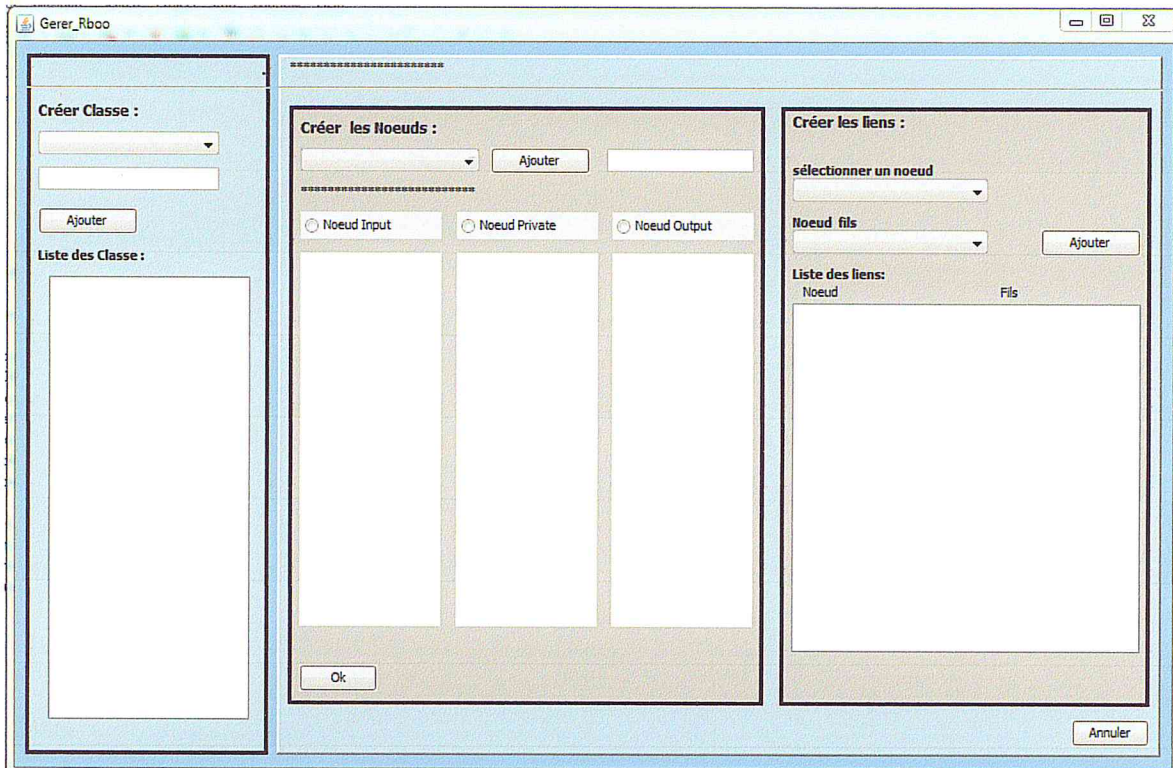 Gerer_Rboo
***********************
Créer Classe :
Ajouter
Liste des Classe :
Créer les Noeuds :
Ajouter
**************************
Noeud Input
Noeud Private
Noeud Output
Ok
Créer les liens :
sélectionner un noeud
Noeud fils
Ajouter
Liste des liens:
Noeud Fils
Annuler